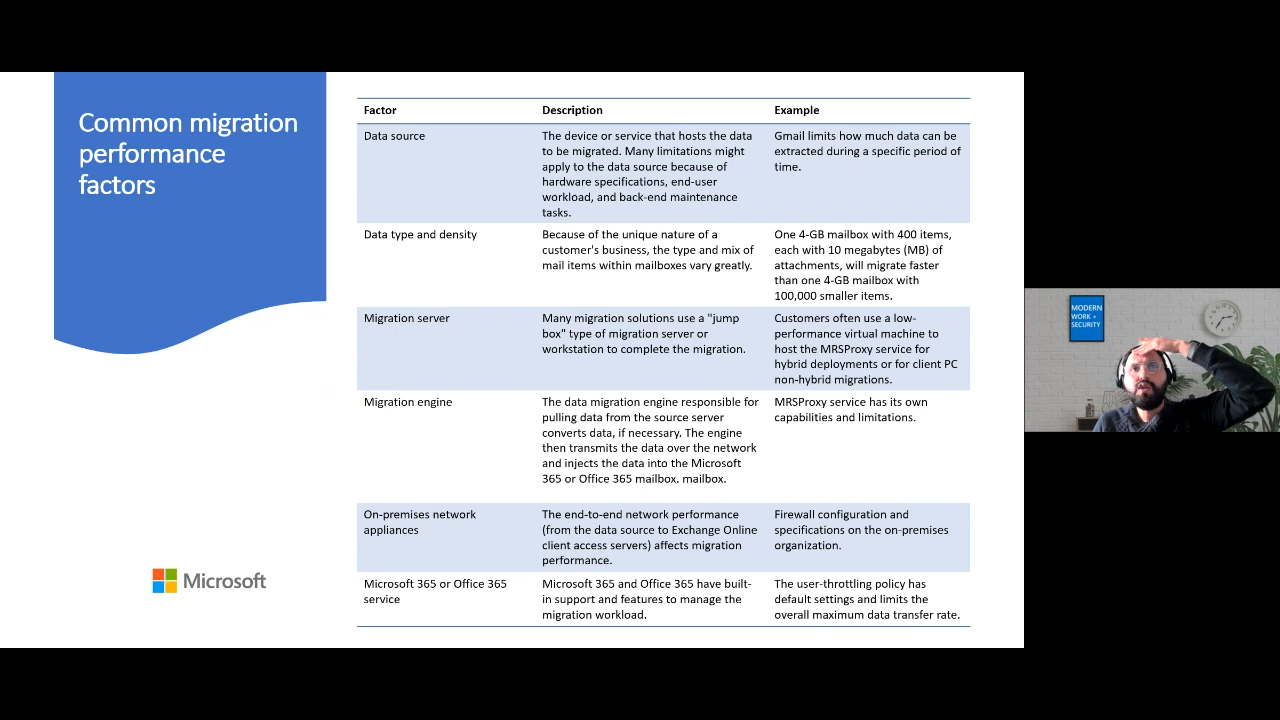 Common migration
performance
factors
Factor
Description
Example
Data source
The device or service that hosts the data
to be migrated. Many limitations might
apply to the data source because of
hardware specifications, end-user
workload, and back-end maintenance
tasks.
Gmail limits how much data can be
extracted during a specific period of
time.
Data type and density
Because of the unique nature of a
customer's business, the type and mix of
mail items within mailboxes vary greatly.
One 4-GB mailbox with 400 items,
each with 10 megabytes (MB) of
attachments, will migrate faster
than one 4-GB mailbox with
100,000 smaller items.
Migration server
Many migration solutions use a "jump
box" type of migration server or
workstation to complete the migration.
Customers often use a low-
performance virtual machine to
host the MRSProxy service for
hybrid deployments or for client PC
non-hybrid migrations.
Migration engine
The data migration engine responsible for
pulling data from the source server
converts data, if necessary. The engine
then transmits the data over the network
and injects the data into the Microsoft
365 or Office 365 mailbox. mailbox.
MRSProxy service has its own
capabilities and limitations.
On-premises network
appliances
The end-to-end network performance
(from the data source to Exchange Online
client access servers) affects migration
performance.
Firewall configuration and
specifications on the on-premises
organization.
Microsoft 365 or Office 365
service
Microsoft 365 and Office 365 have built-
in support and features to manage the
migration workload.
The user-throttling policy has
default settings and limits the
overall maximum data transfer rate.
Microsoft
MODERN
WORK +
SECURITY